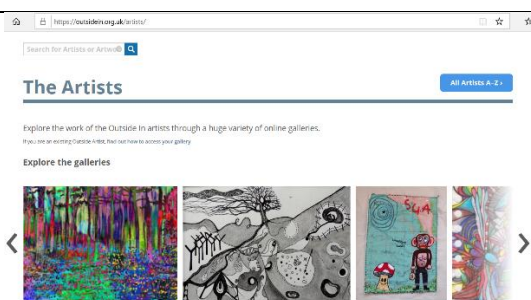 https://outsidein.org.uk/artists/
Search for Artists or Artwo
The Artists
All Artists A-Z ›
Explore the work of the Outside In artists through a huge variety of online galleries.
If you are an existing Outside Artist, find out how to access your gallery
Explore the galleries